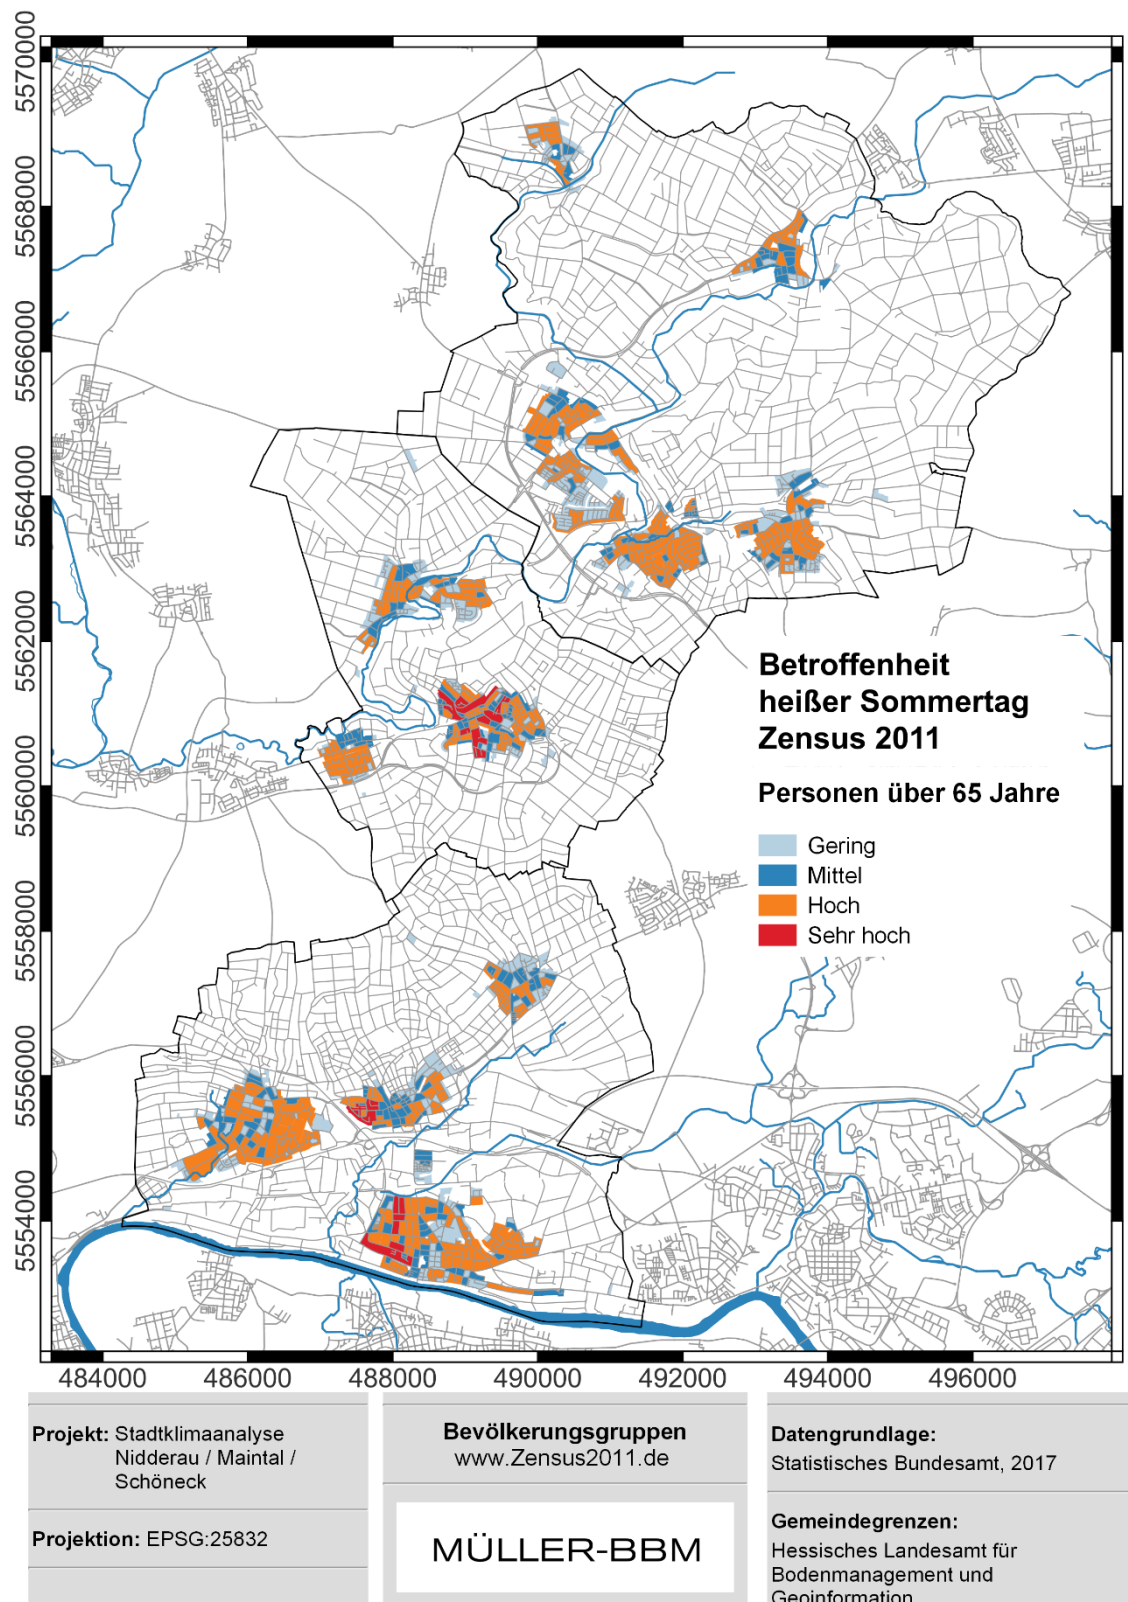 5570000
5568000
5566000
5564000
5562000
5560000
5558000
5556000
5554000
Betroffenheit
heißer Sommertag
Zensus 2011
Personen über 65 Jahre
Gering
Mittel
Hoch
Sehr hoch
484000 486000 488000 490000 492000 494000 496000
Projekt: Stadtklimaanalyse
Nidderau / Maintal /
Schöneck
Projektion: EPSG:25832
Bevölkerungsgruppen
www.Zensus2011.de
MÜLLER-BBM
Datengrundlage:
Statistisches Bundesamt, 2017
Gemeindegrenzen:
Hessisches Landesamt für
Bodenmanagement und
Geoinformation